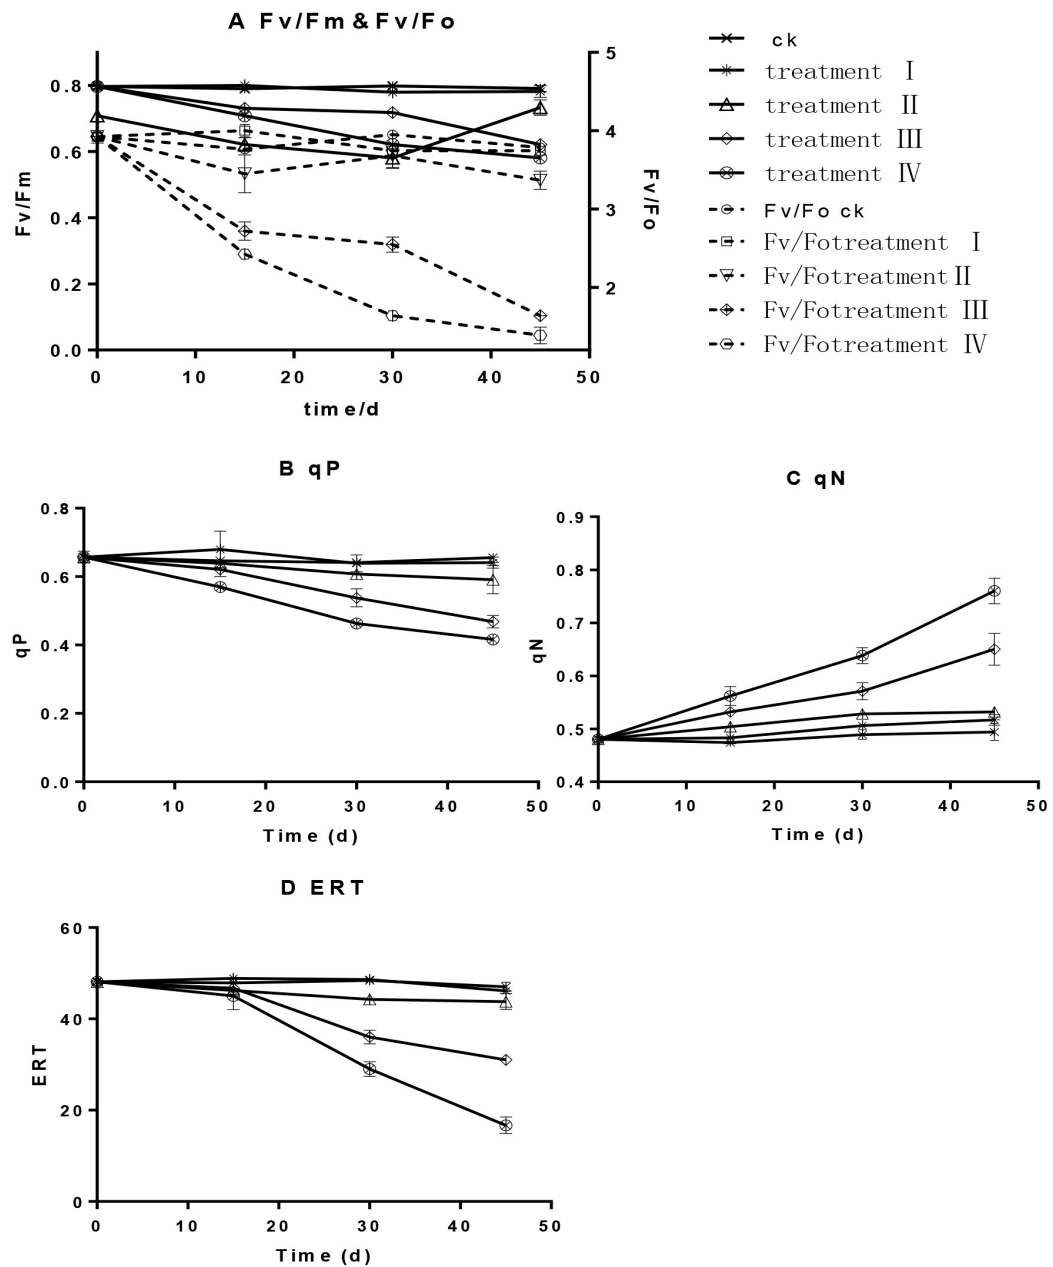 A Fv/Fm&Fv/Fo
ck
treatment Ⅰ
treatment Ⅱ
treatment Ⅲ
treatment Ⅳ
Fv/Fo ck
Fv/Fotreatment Ⅰ
Fv/Fotreatment Ⅱ
Fv/Fotreatment Ⅲ
Fv/Fotreatment Ⅳ
Fv/Fm
0.8
0.6
0.4
0.2
0.0
5
4
3
2
Fv/Fo
0 10 20 30 40 50
time/d
B qP
qP
0.8
0.6
0.4
0.2
0.0
0 10 20 30 40 50
Time (d)
C qN
qN
0.9
0.8
0.7
0.6
0.5
0.4
0 10 20 30 40 50
Time (d)
D ERT
ERT
60
40
20
0
0 10 20 30 40 50
Time (d)